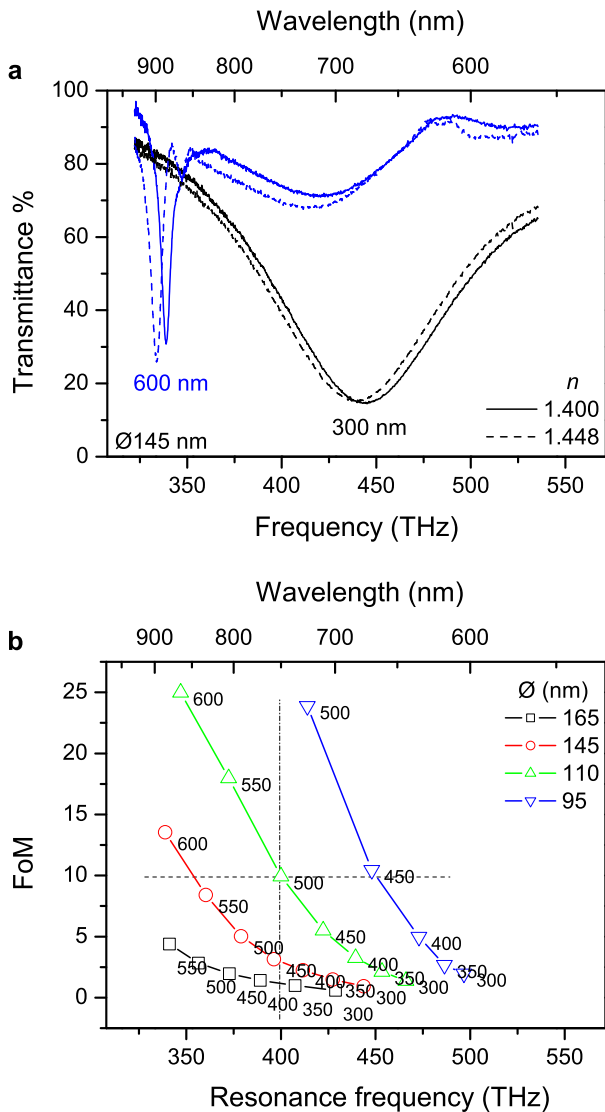 Wavelength (nm)
a
900 800 700 600
100
80
60
40
20
0
Transmittance %
600 nm
300 nm
Ø145 nm
n
1.400
1.448
350 400 450 500 550
Frequency (THz)
Wavelength (nm)
b
900 800 700 600
25
20
15
10
5
0
FoM
Ø (nm)
165
145
110
95
600 550 500 450 400 350 300
500 450 400 350 300
600 550 500 450 400 350 300
550 500 450 400 350 300
350 400 450 500 550
Resonance frequency (THz)